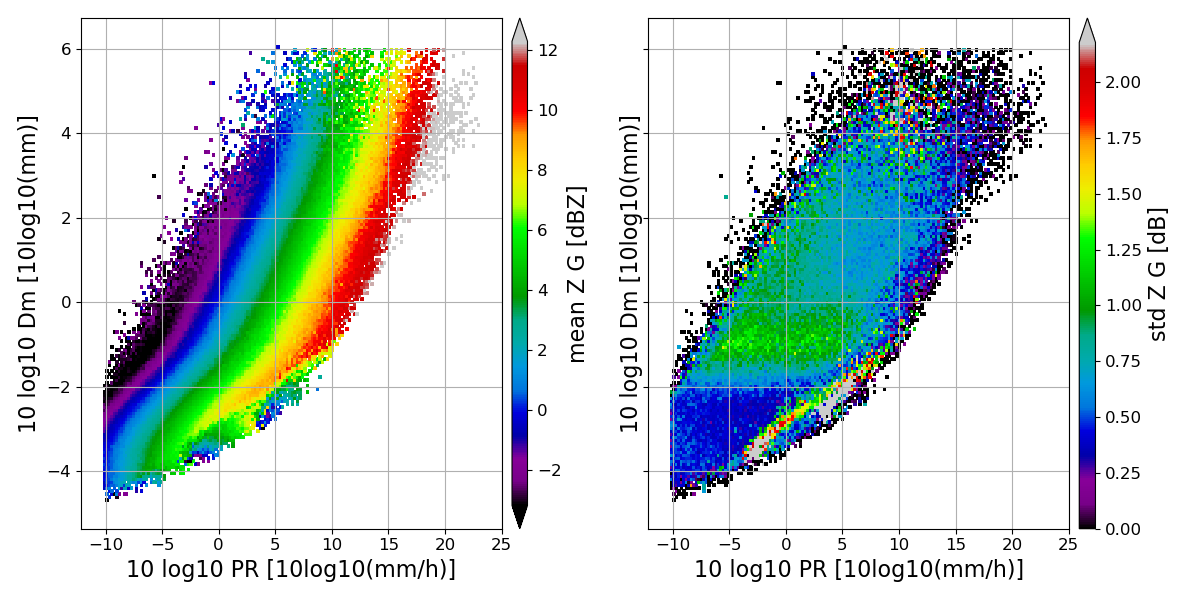 10 log10 Dm [10log10(mm)]
6
4
2
0
−2
−4
−10 −5 0 5 10 15 20 25
10 log10 PR [10log10(mm/h)]
12
10
8
6
4
2
0
−2
mean Z G [dBZ]
10 log10 Dm [10log10(mm)]
−10 −5 0 5 10 15 20 25
10 log10 PR [10log10(mm/h)]
2.00
1.75
1.50
1.25
1.00
0.75
0.50
0.25
0.00
std Z G [dB]